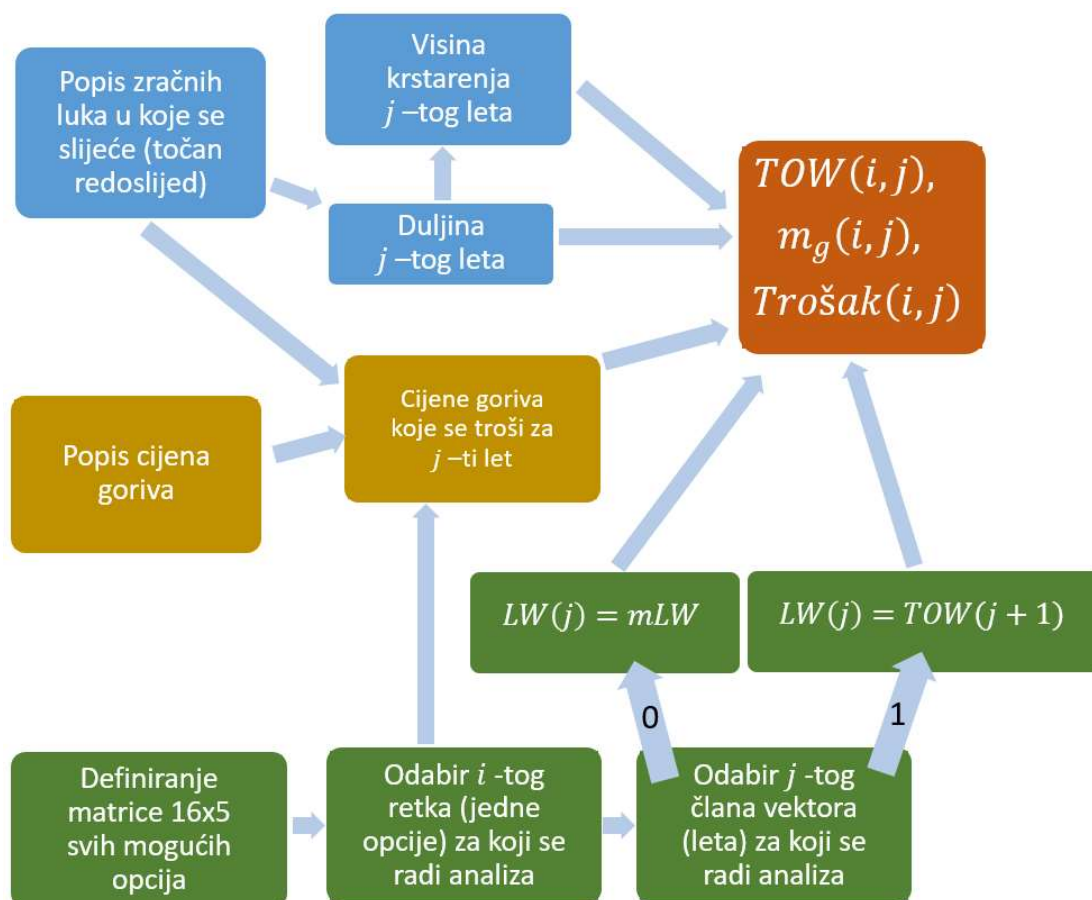 Popis zračnih
luka u koje se
slijeće (točan
redoslijed)
Visina
krstarenja
j –tog leta
Duljina
j –tog leta
TOW(i, j),
m_g(i, j),
Trošak(i, j)
Popis cijena
goriva
Cijene goriva
koje se troši za
j –ti let
LW(j) = mLW
LW(j) = TOW(j + 1)
0
1
Definiranje
matrice 16x5
svih mogućih
opcija
Odabir i -tog
retka (jedne
opcije) za koji se
radi analiza
Odabir j -tog
člana vektora
(leta) za koji se
radi analiza